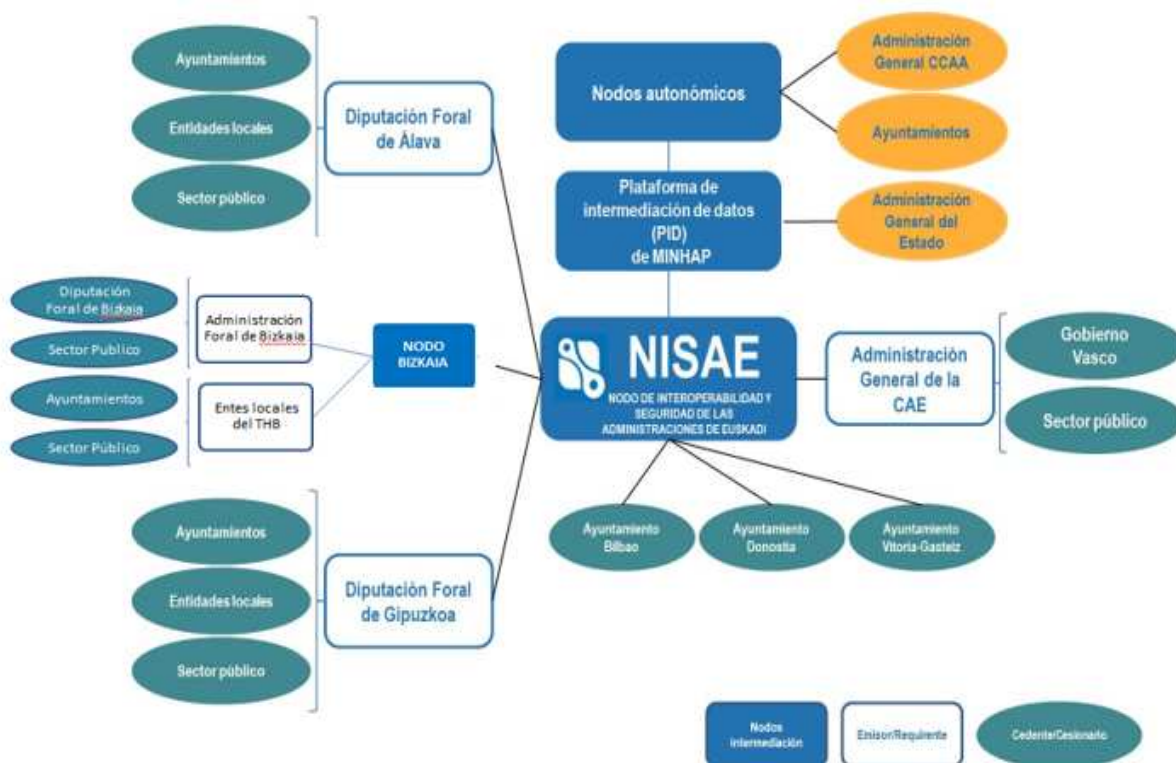 Ayuntamientos
Entidades locales
Sector público
Diputación Foral
de Álava
Nodos autonómicos
Administración
General CCAA
Ayuntamientos
Plataforma de
intermediación de datos
(PID)
de MINHAP
Administración
General del
Estado
Diputación
Foral de Bizkaia
Sector Publico
Ayuntamientos
Sector Público
Administración
Foral de Bizkaia
Entes locales
del THB
NODO
BIZKAIA
NISAE
NODO DE INTEROPERABILIDAD Y
SEGURIDAD DE LAS
ADMINISTRACIONES DE EUSKADI
Administración
General de la
CAE
Gobierno
Vasco
Sector público
Ayuntamiento
Bilbao
Ayuntamiento
Donostia
Ayuntamiento
Vitoria-Gasteiz
Ayuntamientos
Entidades locales
Sector público
Diputación Foral
de Gipuzkoa
Nodos
intermediación
Emisor/Requirente
Cedente/Cesionario